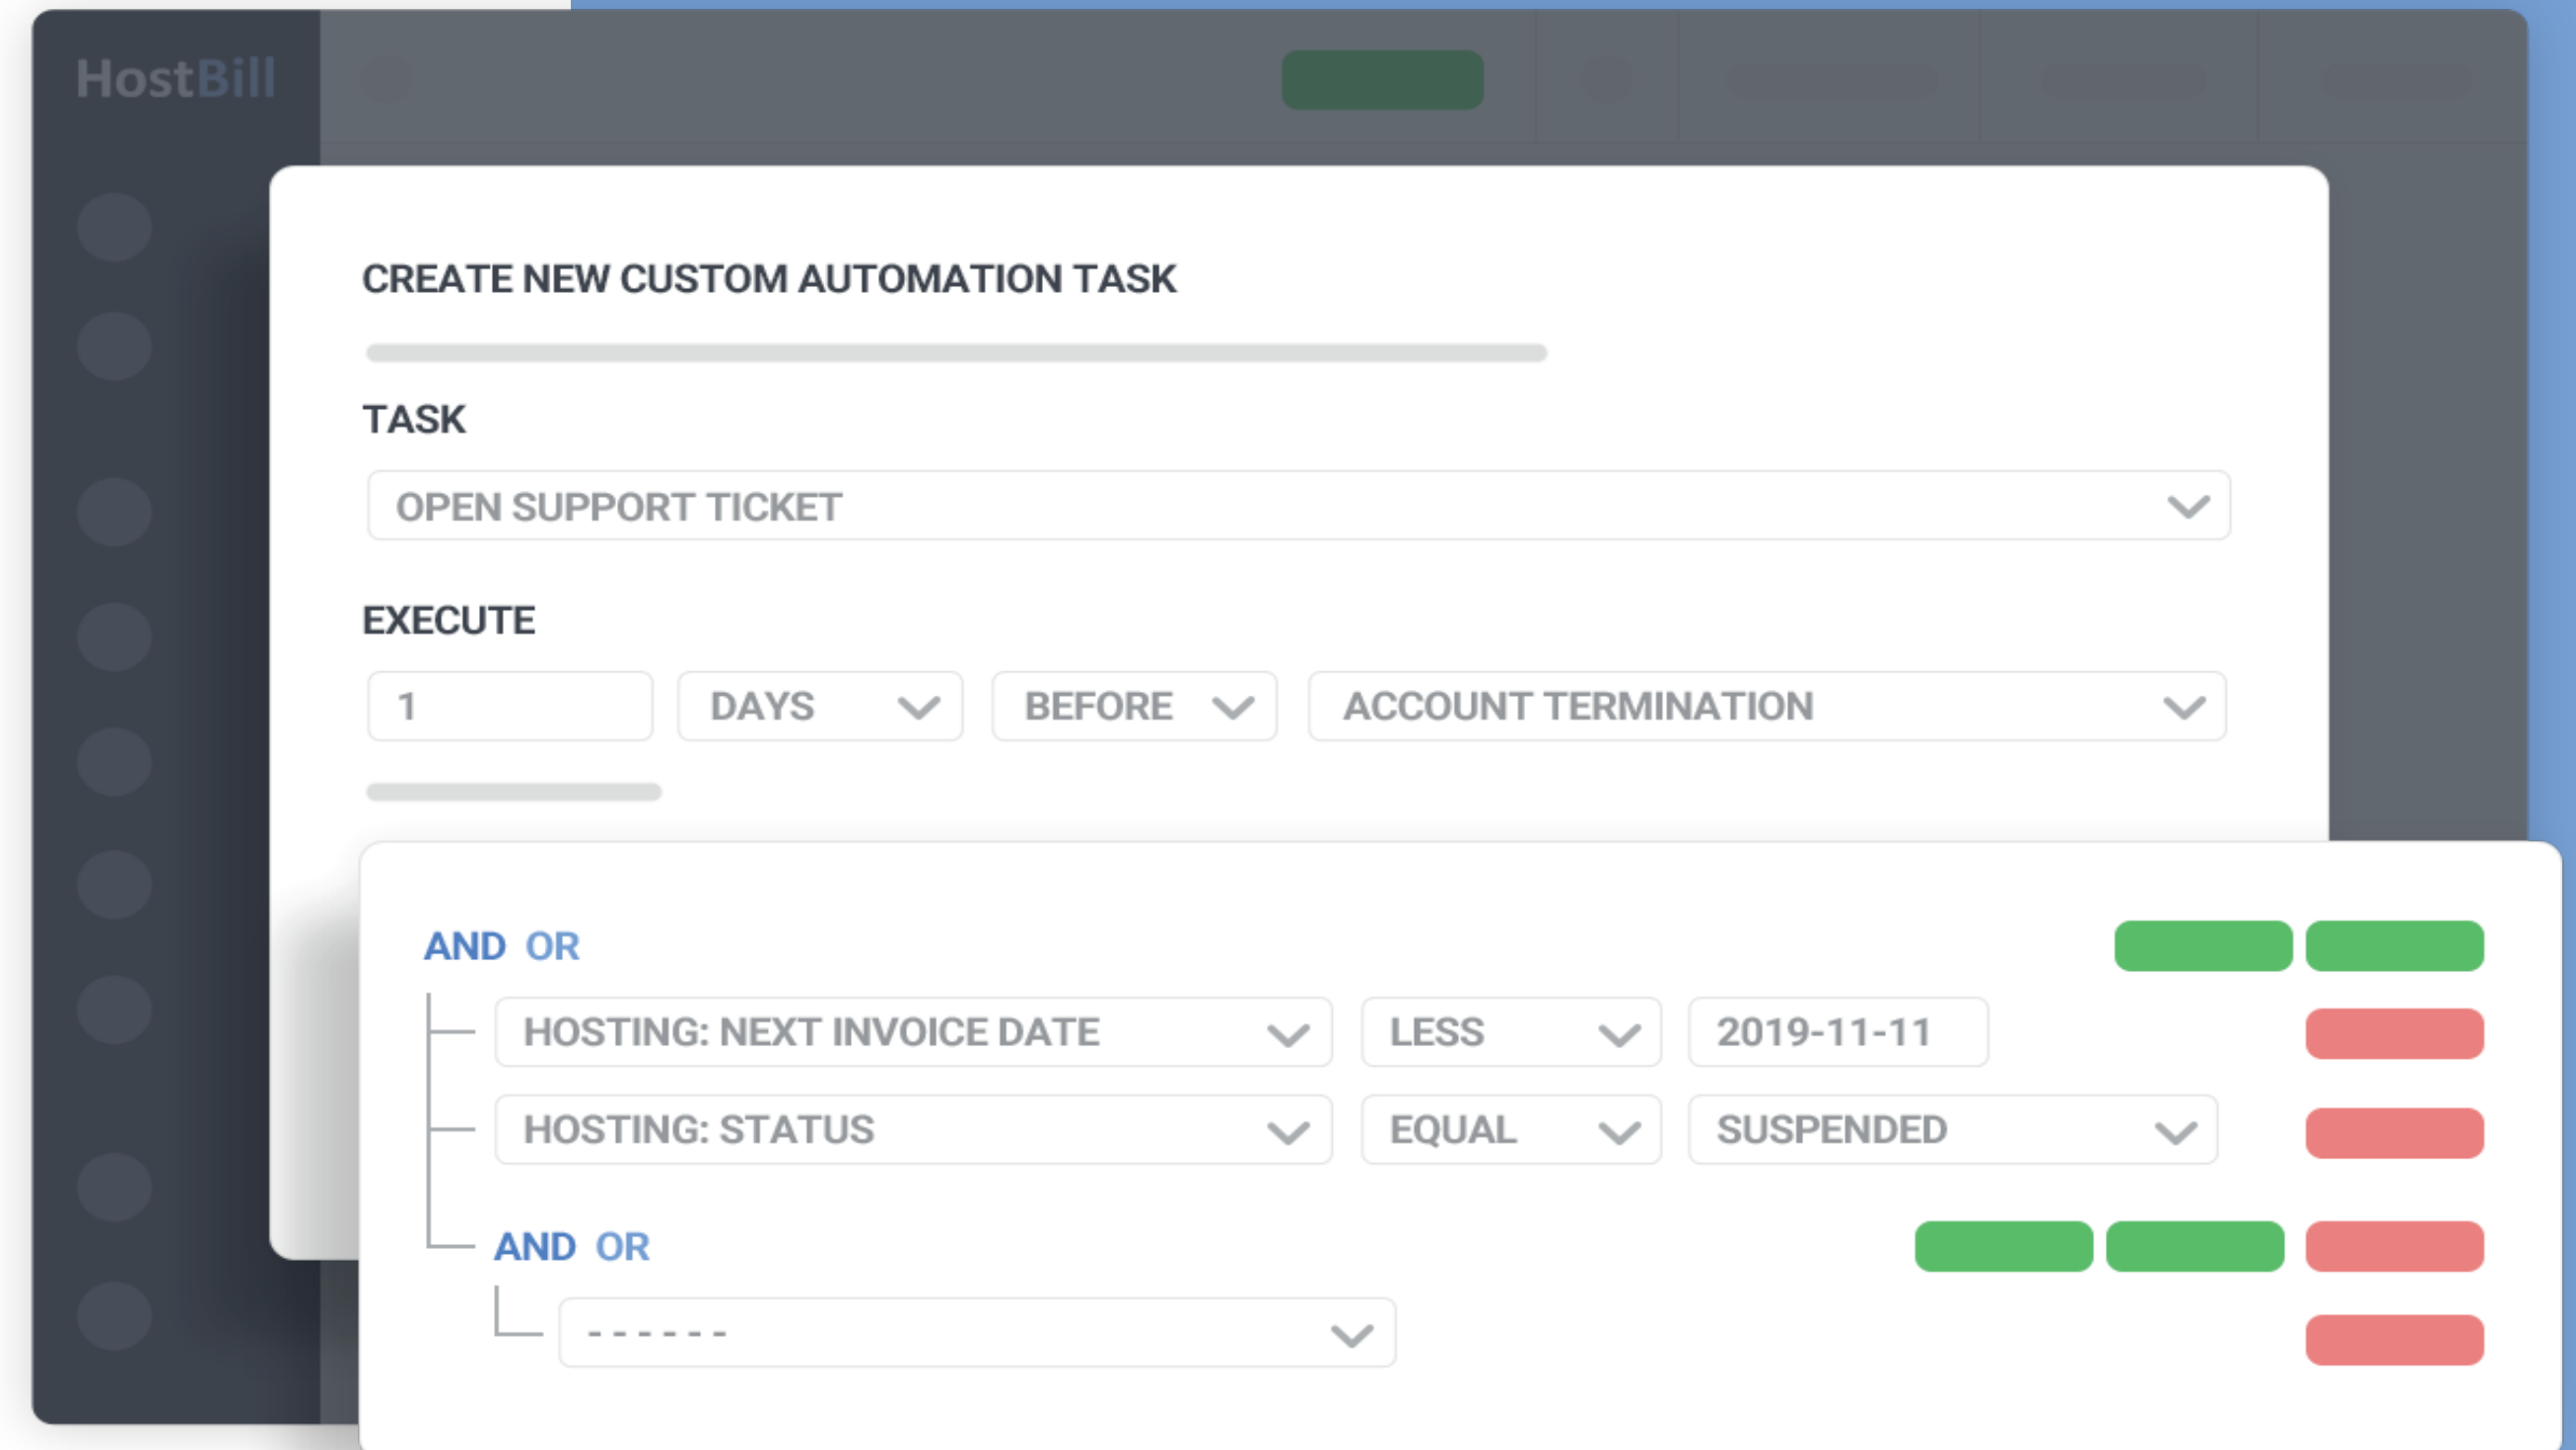 HostBill
CREATE NEW CUSTOM AUTOMATION TASK
TASK
OPEN SUPPORT TICKET
EXECUTE
1 DAYS BEFORE ACCOUNT TERMINATION
AND OR
HOSTING: NEXT INVOICE DATE LESS 2019-11-11
HOSTING: STATUS EQUAL SUSPENDED
AND OR
------